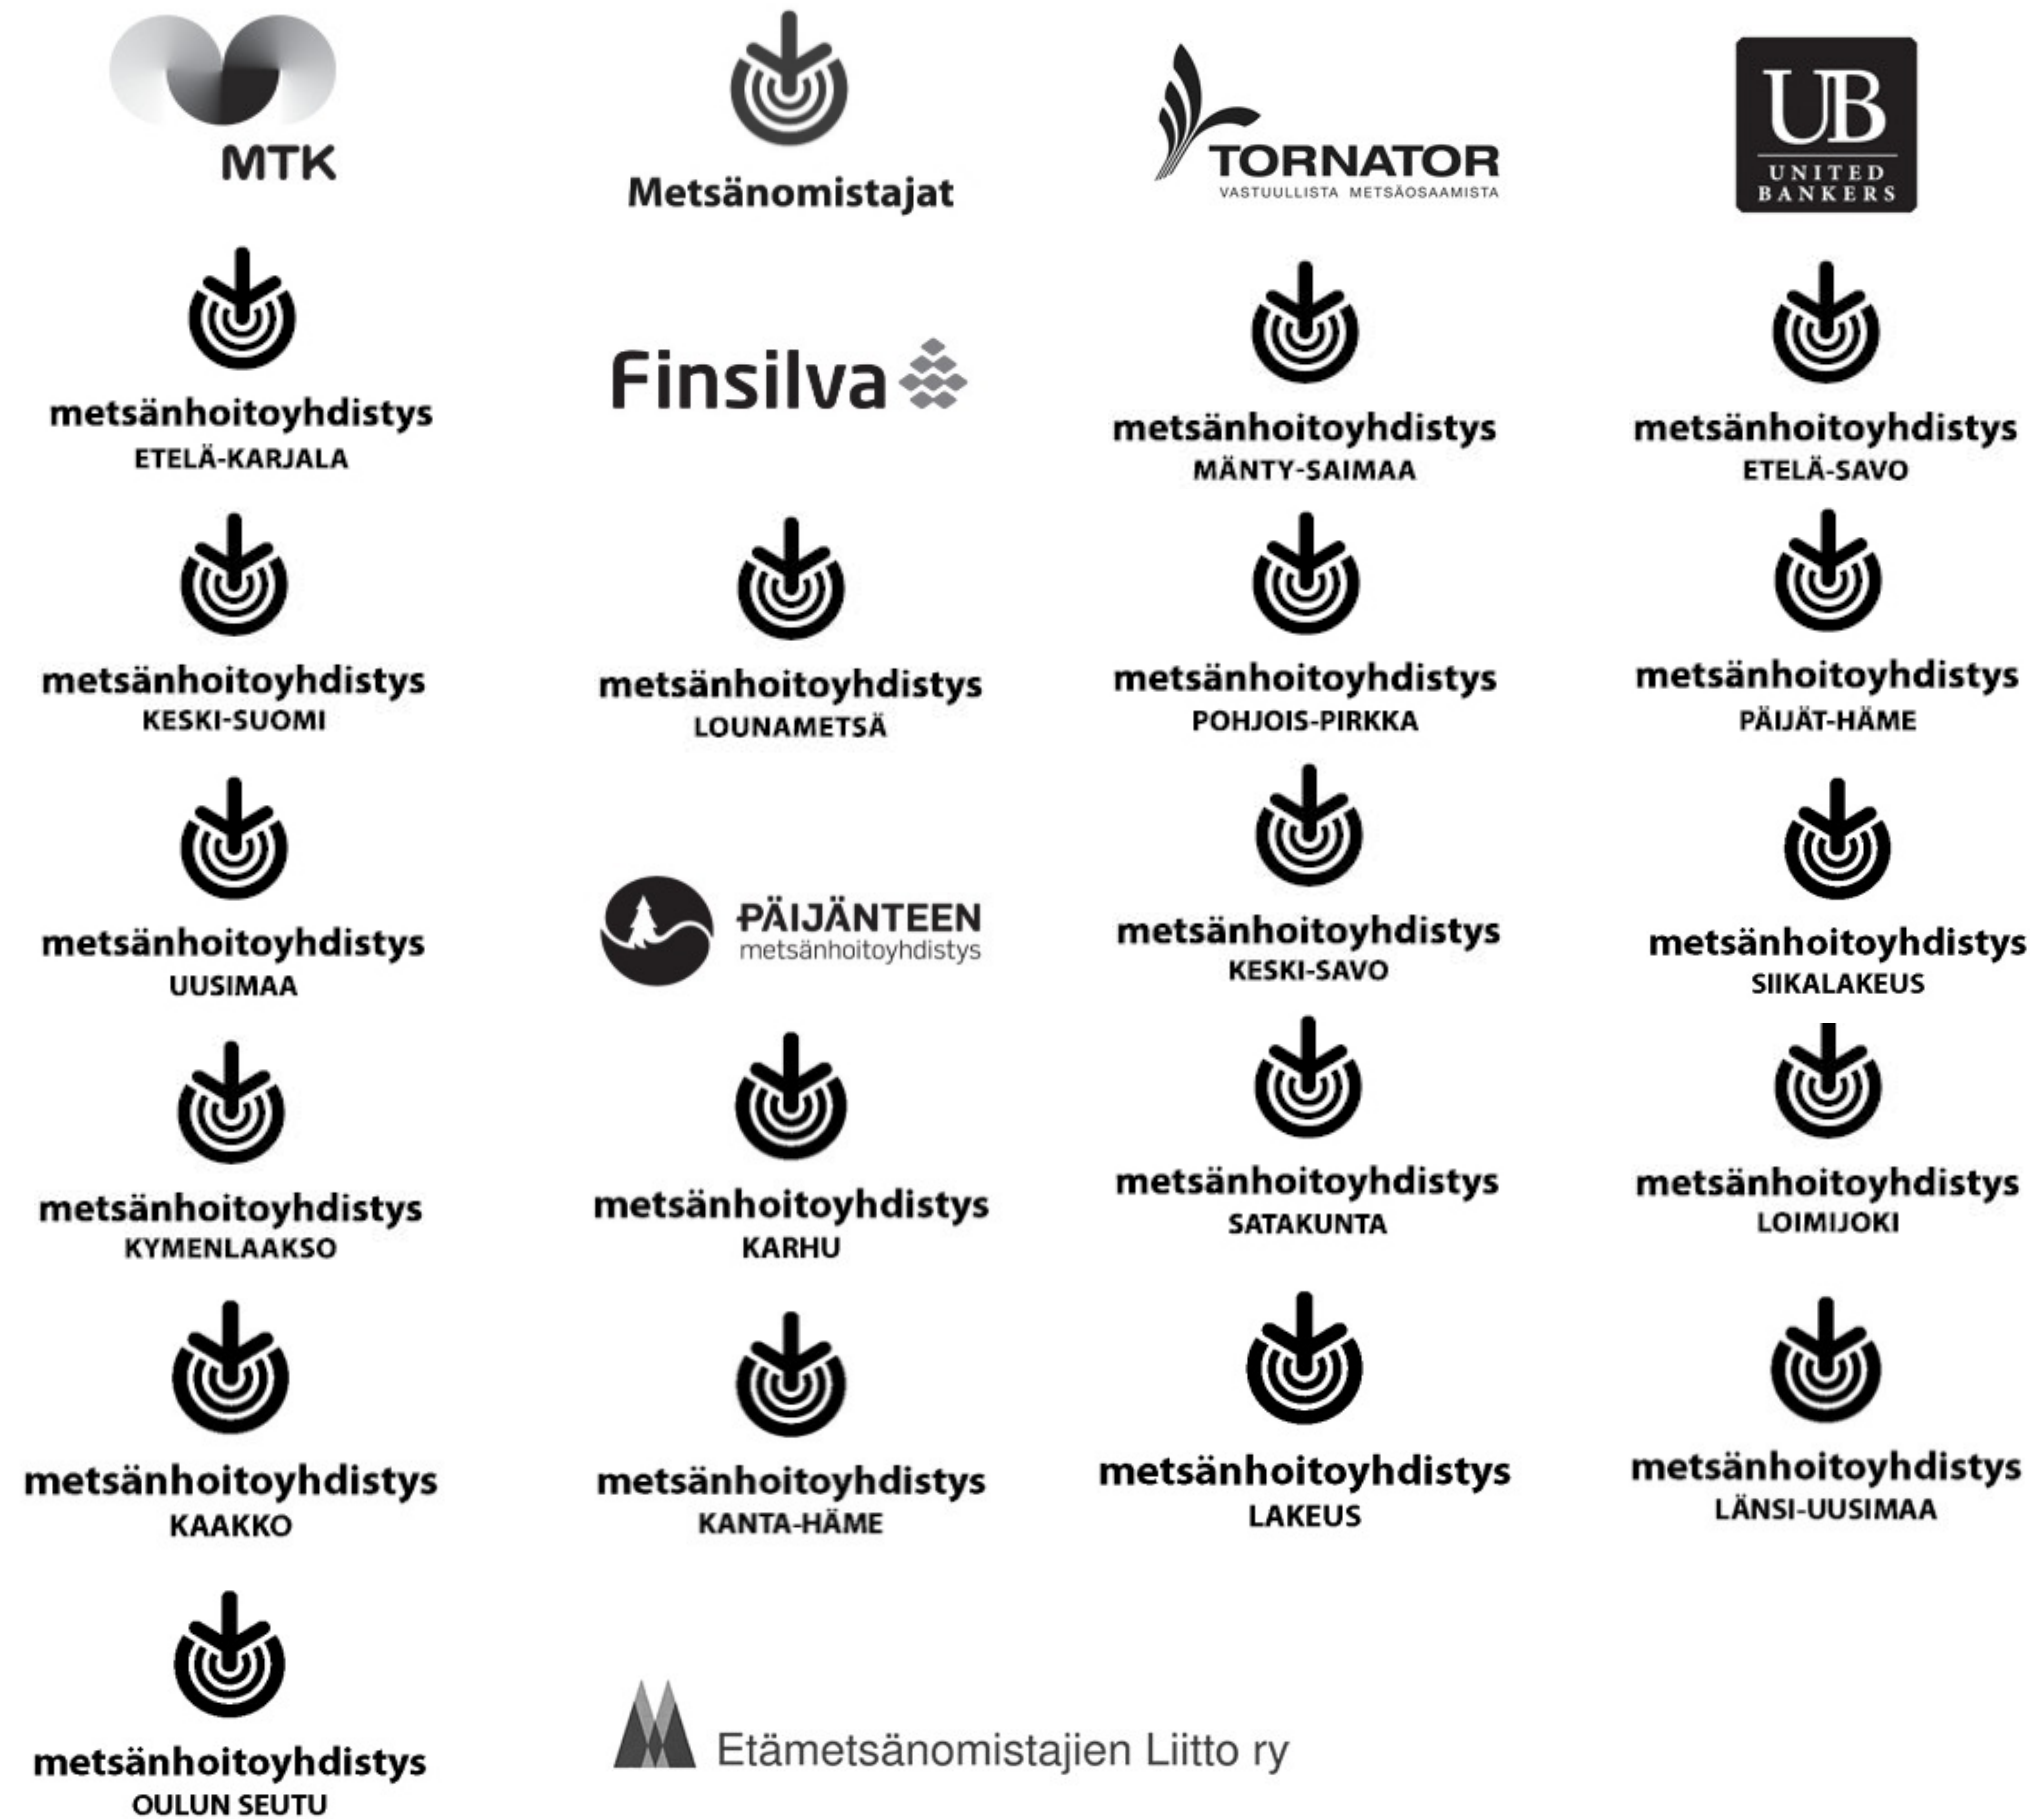 MTK
Metsänomistajat
TORNATOR
VASTUULLISTA METSÄOSAAMISTA
UB
UNITED
BANKERS
metsänhoitoyhdistys
ETELÄ-KARJALA
Finsilva
metsänhoitoyhdistys
MÄNTY-SAIMAA
metsänhoitoyhdistys
ETELÄ-SAVO
metsänhoitoyhdistys
KESKI-SUOMI
metsänhoitoyhdistys
LOUNAMETSÄ
metsänhoitoyhdistys
POHJOIS-PIRKKA
metsänhoitoyhdistys
PÄIJÄT-HÄME
metsänhoitoyhdistys
UUSIMAA
PÄIJÄNTEEN
metsänhoitoyhdistys
metsänhoitoyhdistys
KESKI-SAVO
metsänhoitoyhdistys
SIIKALAKEUS
metsänhoitoyhdistys
KYMENLAAKSO
metsänhoitoyhdistys
KARHU
metsänhoitoyhdistys
SATAKUNTA
metsänhoitoyhdistys
LOIMIJOKI
metsänhoitoyhdistys
KAAKKO
metsänhoitoyhdistys
KANTA-HÄME
metsänhoitoyhdistys
LAKEUS
metsänhoitoyhdistys
LÄNSI-UUSIMAA
metsänhoitoyhdistys
OULUN SEUTU
Etämetsänomistajien Liitto ry